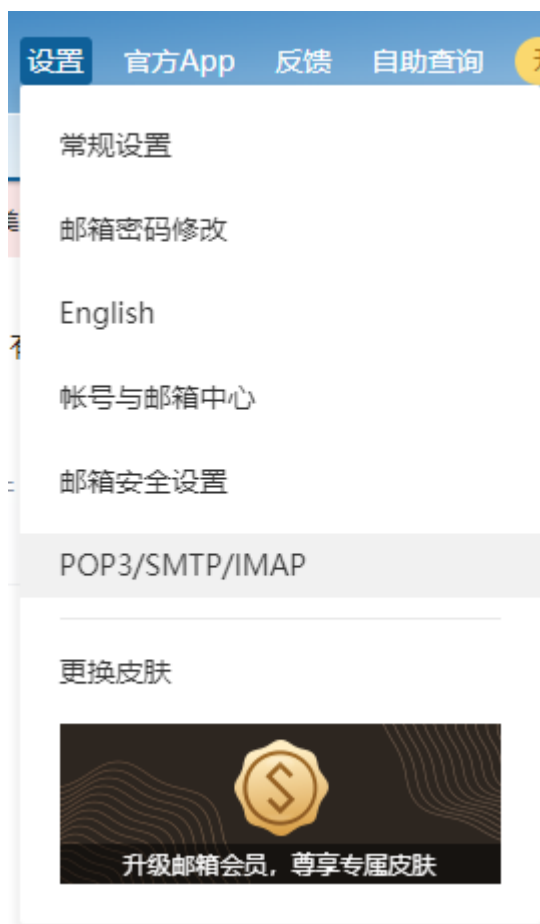 设置 官方App 反馈 自助查询
常规设置
邮箱密码修改
English
帐号与邮箱中心
邮箱安全设置
POP3/SMTP/IMAP
更换皮肤
升级邮箱会员，尊享专属皮肤